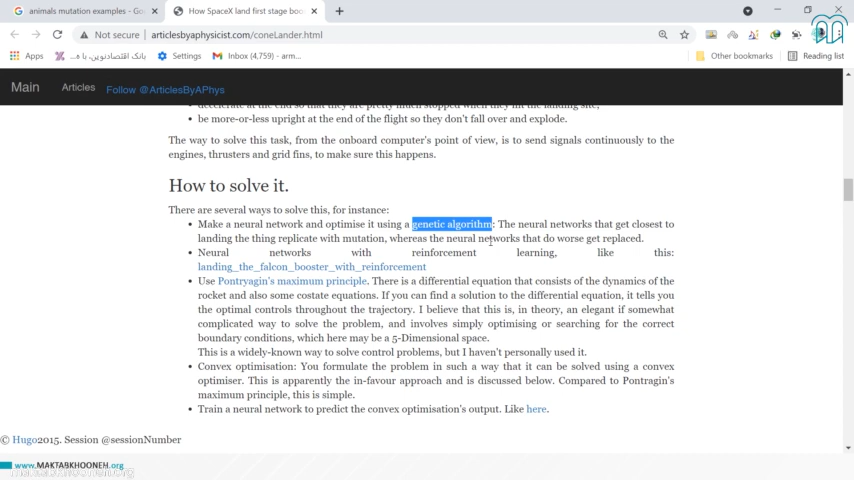 animals mutation examples - Go
How SpaceX land first stage boo
Not secure
articlesbyaphysicist.com/coneLander.html
Apps
بانک اقتصادنوین، با ه...
Settings
Inbox (4,759) - arm...
Other bookmarks
Reading list
Main
Articles
Follow @ArticlesByAPhys
decelerate at the end so that they are pretty much stopped when they hit the landing site,
be more-or-less upright at the end of the flight so they don't fall over and explode.
The way to solve this task, from the onboard computer's point of view, is to send signals continuously to the
engines, thrusters and grid fins, to make sure this happens.
How to solve it.
There are several ways to solve this, for instance:
Make a neural network and optimise it using a genetic algorithm: The neural networks that get closest to
landing the thing replicate with mutation, whereas the neural networks that do worse get replaced.
Neural networks with reinforcement learning, like this:
landing_the_falcon_booster_with_reinforcement
Use Pontryagin's maximum principle. There is a differential equation that consists of the dynamics of the
rocket and also some costate equations. If you can find a solution to the differential equation, it tells you
the optimal controls throughout the trajectory. I believe that this is, in theory, an elegant if somewhat
complicated way to solve the problem, and involves simply optimising or searching for the correct
boundary conditions, which here may be a 5-Dimensional space.
This is a widely-known way to solve control problems, but I haven't personally used it.
Convex optimisation: You formulate the problem in such a way that it can be solved using a convex
optimiser. This is apparently the in-favour approach and is discussed below. Compared to Pontragin's
maximum principle, this is simple.
Train a neural network to predict the convex optimisation's output. Like here.
© Hugo2015. Session @sessionNumber
www.MAKTABKHOONEH.org